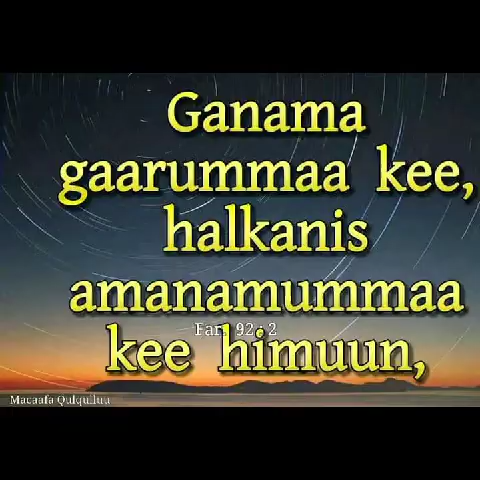 Ganama
gaarummaa kee,
halkanis
amanamummaa
Far. 92 : 2
kee himuun,
Macaafa Qulqulluu